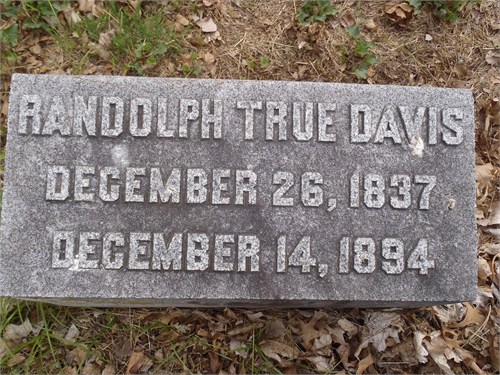 RANDOLPH TRUE DAVIS
DECEMBER 26, 1837
DECEMBER 14, 1894